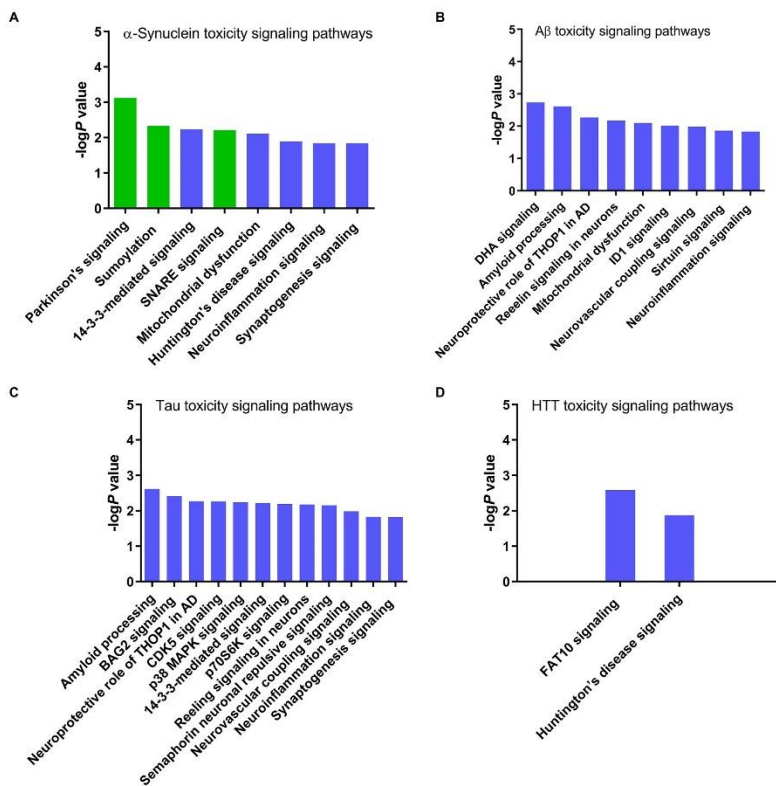 A
α-Synuclein toxicity signaling pathways
-logP value
5
4
3
2
1
0
Parkinson's signaling
Sumoylation
14-3-3-mediated signaling
SNARE signaling
Mitochondrial dysfunction
Huntington's disease signaling
Neuroinflammation signaling
Synaptogenesis signaling
B
Aβ toxicity signaling pathways
-logP value
5
4
3
2
1
0
DHA signaling
Amyloid processing
Neuroprotective role of THOP1 in AD
Reeelin signaling in neurons
Mitochondrial dysfunction
ID1 signaling
Neurovascular coupling signaling
Sirtuin signaling
Neuroinflammation signaling
C
Tau toxicity signaling pathways
-logP value
5
4
3
2
1
0
Amyloid processing
BAG2 signaling
Neuroprotective role of THOP1 in AD
CDK5 signaling
p38 MAPK signaling
14-3-3-mediated signaling
p70S6K signaling
Reeling signaling in neurons
Semaphorin neuronal repulsive signaling
Neurovascular coupling signaling
Neuroinflammation signaling
Synaptogenesis signaling
D
HTT toxicity signaling pathways
-logP value
5
4
3
2
1
0
FAT10 signaling
Huntington's disease signaling